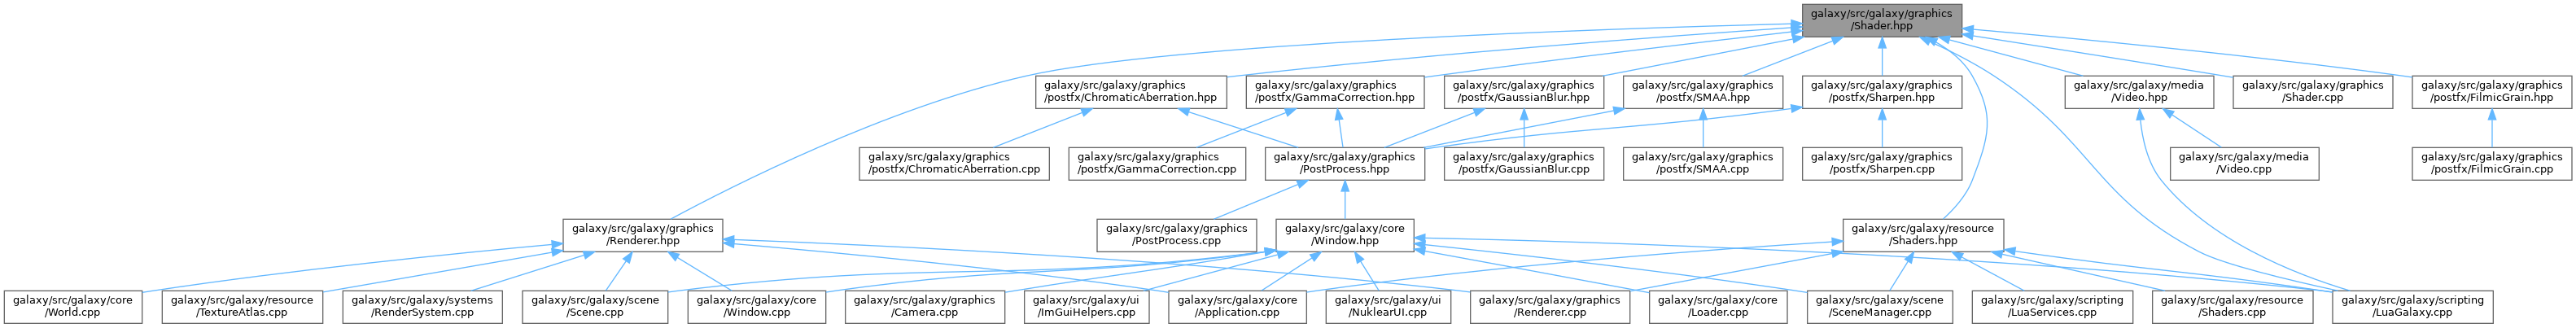 galaxy/src/galaxy/graphics
/Shader.hpp
galaxy/src/galaxy/graphics
/postfx/ChromaticAberration.hpp
galaxy/src/galaxy/graphics
/postfx/GammaCorrection.hpp
galaxy/src/galaxy/graphics
/postfx/GaussianBlur.hpp
galaxy/src/galaxy/graphics
/postfx/SMAA.hpp
galaxy/src/galaxy/graphics
/postfx/Sharpen.hpp
galaxy/src/galaxy/media
/Video.hpp
galaxy/src/galaxy/graphics
/Shader.cpp
galaxy/src/galaxy/graphics
/postfx/FilmicGrain.hpp
galaxy/src/galaxy/graphics
/postfx/ChromaticAberration.cpp
galaxy/src/galaxy/graphics
/postfx/GammaCorrection.cpp
galaxy/src/galaxy/graphics
/PostProcess.hpp
galaxy/src/galaxy/graphics
/postfx/GaussianBlur.cpp
galaxy/src/galaxy/graphics
/postfx/SMAA.cpp
galaxy/src/galaxy/graphics
/postfx/Sharpen.cpp
galaxy/src/galaxy/media
/Video.cpp
galaxy/src/galaxy/graphics
/postfx/FilmicGrain.cpp
galaxy/src/galaxy/graphics
/Renderer.hpp
galaxy/src/galaxy/graphics
/PostProcess.cpp
galaxy/src/galaxy/core
/Window.hpp
galaxy/src/galaxy/resource
/Shaders.hpp
galaxy/src/galaxy/core
/World.cpp
galaxy/src/galaxy/resource
/TextureAtlas.cpp
galaxy/src/galaxy/systems
/RenderSystem.cpp
galaxy/src/galaxy/scene
/Scene.cpp
galaxy/src/galaxy/core
/Window.cpp
galaxy/src/galaxy/graphics
/Camera.cpp
galaxy/src/galaxy/ui
/ImGuiHelpers.cpp
galaxy/src/galaxy/core
/Application.cpp
galaxy/src/galaxy/ui
/NuklearUI.cpp
galaxy/src/galaxy/graphics
/Renderer.cpp
galaxy/src/galaxy/core
/Loader.cpp
galaxy/src/galaxy/scene
/SceneManager.cpp
galaxy/src/galaxy/scripting
/LuaServices.cpp
galaxy/src/galaxy/resource
/Shaders.cpp
galaxy/src/galaxy/scripting
/LuaGalaxy.cpp